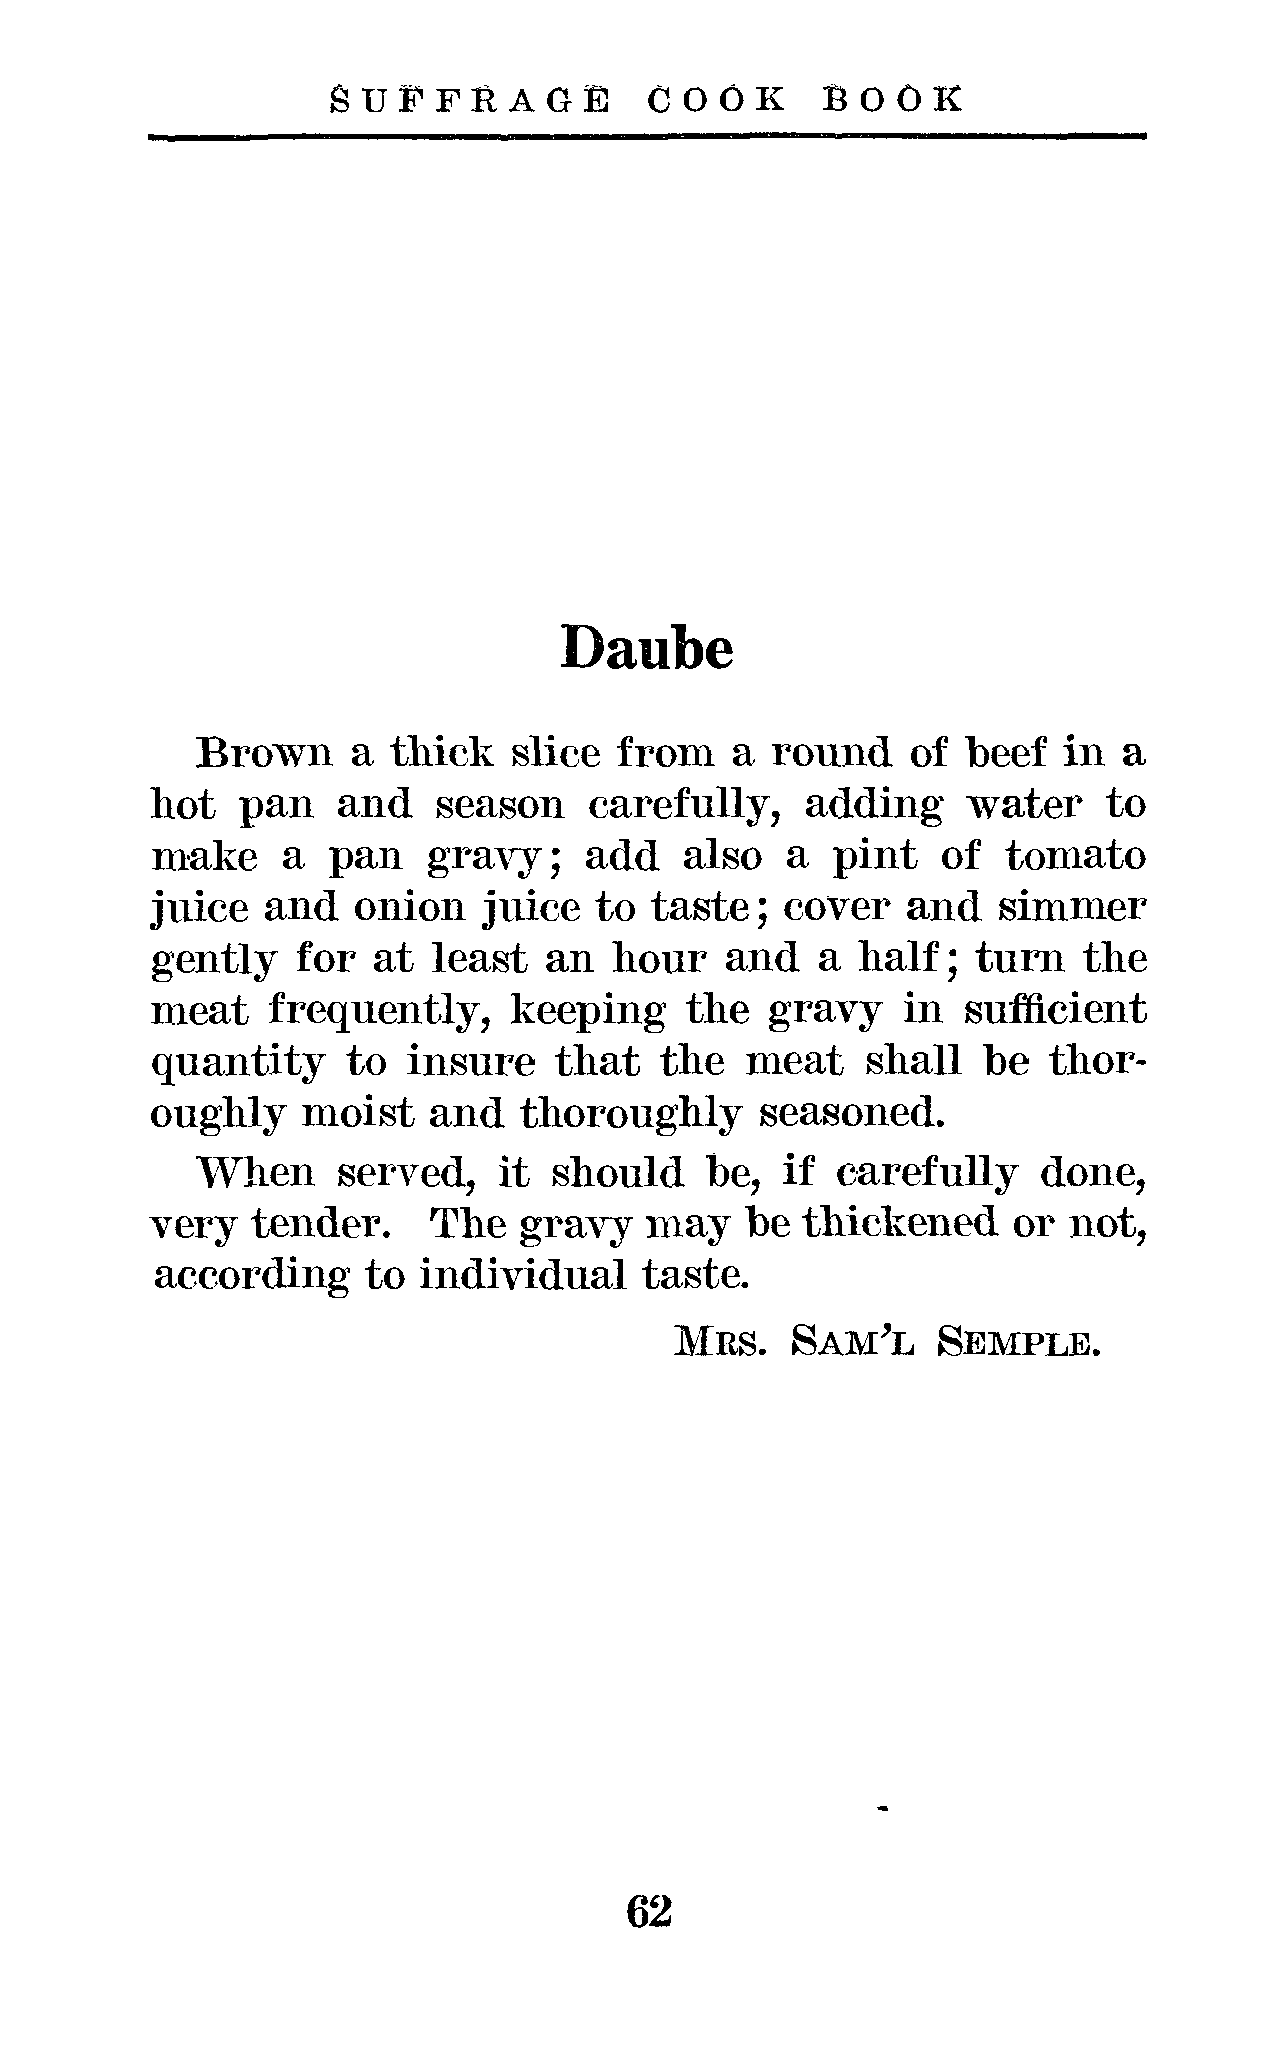 SUFFRAGE COOK BOOK
Daube
Brown a thick slice from a round of beef in a
hot pan and season carefully, adding water to
make a pan gravy; add also a pint of tomato
juice and onion juice to taste; cover and simmer
gently for at least an hour and a half; turn the
meat frequently, keeping the gravy in sufficient
quantity to insure that the meat shall be thor-
oughly moist and thoroughly seasoned.
When served, it should be, if carefully done,
very tender. The gravy may be thickened or not,
according to individual taste.
MRS. SAM'L SEMPLE.
62